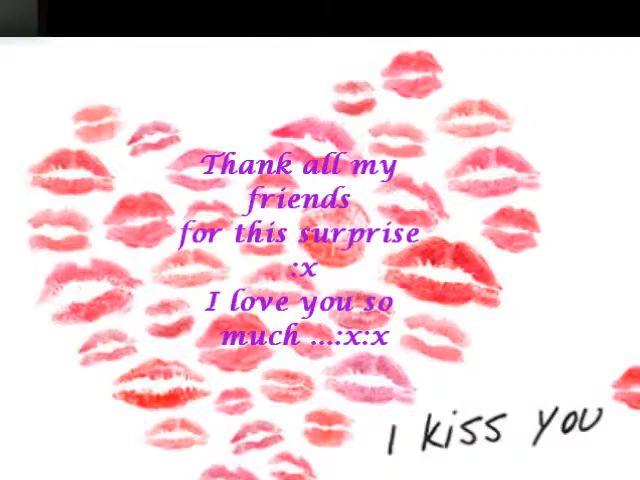 Thank all my
friends
for this surprise
:x
I love you so
much ...:x:x
I kiss you